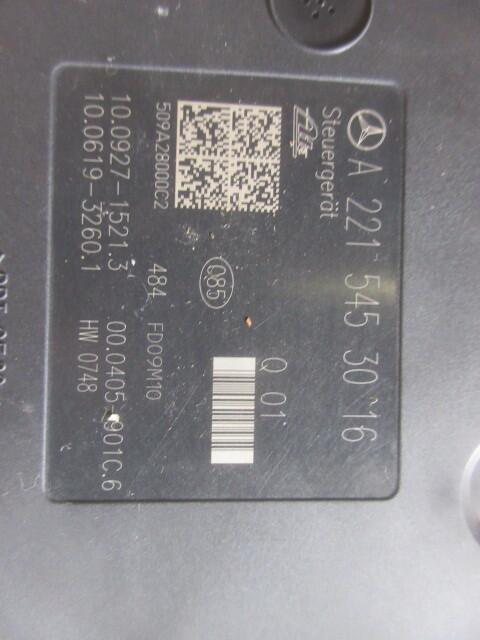 A 221 545 30 16
Steuergerät
Ate
Q 01
085
509A28000C2
484 FD09M10
10.0927-1521.3 00.0405-901C.6
10.0619-3260.1 HW 0748